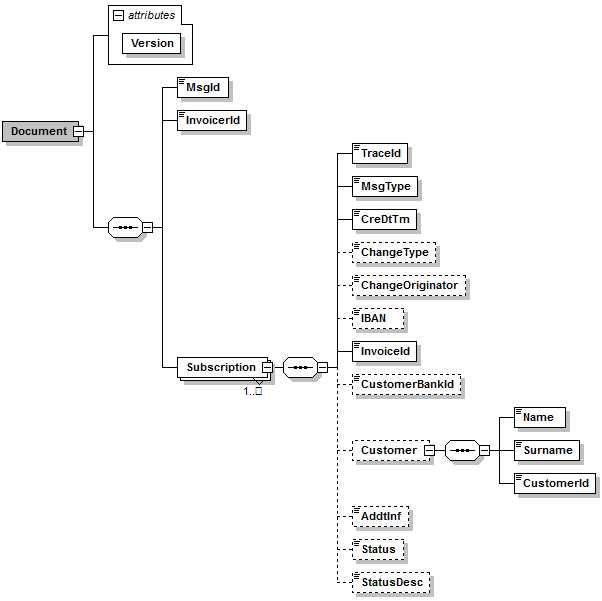 attributes
Version
MsgId
InvoicerId
Document
TraceId
MsgType
CreDtTm
ChangeType
ChangeOriginator
IBAN
InvoiceId
Subscription
1..
CustomerBankId
Name
Customer
Surname
CustomerId
AddtInf
Status
StatusDesc